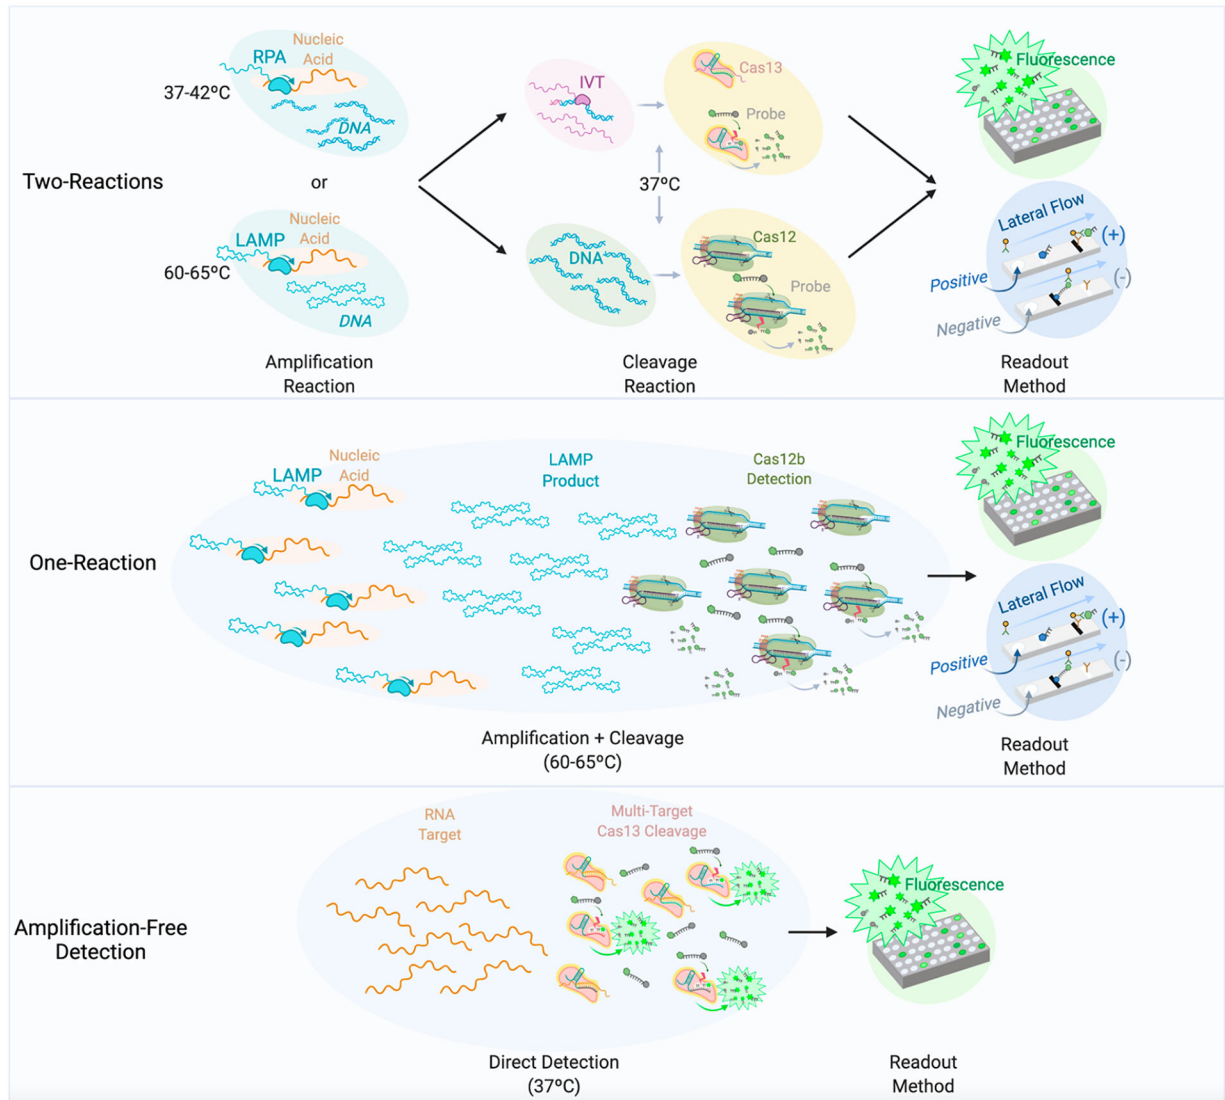 Two-Reactions
37-42ºC
RPA
Nucleic
Acid
DNA
or
60-65ºC
LAMP
Nucleic
Acid
DNA
Amplification
Reaction
IVT
Cas13
Probe
37ºC
DNA
Cas12
Probe
Cleavage
Reaction
Fluorescence
Lateral Flow
(+)
Positive
(-)
Negative
Readout
Method
One-Reaction
LAMP
Nucleic
Acid
LAMP
Product
Cas12b
Detection
Amplification + Cleavage
(60-65ºC)
Fluorescence
Lateral Flow
(+)
Positive
(-)
Negative
Readout
Method
Amplification-Free
Detection
RNA
Target
Multi-Target
Cas13 Cleavage
Direct Detection
(37ºC)
Fluorescence
Readout
Method